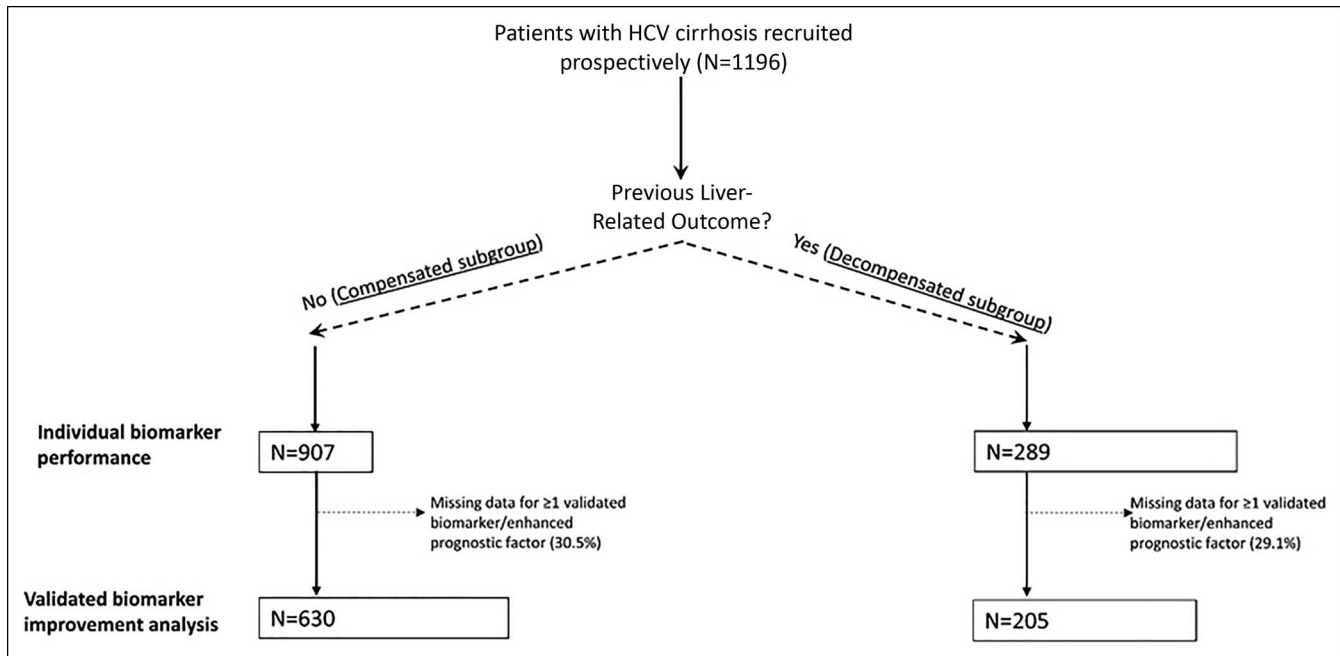 Patients with HCV cirrhosis recruited
prospectively (N=1196)
Previous Liver-
Related Outcome?
No (Compensated subgroup)
Yes (Decompensated subgroup)
Individual biomarker
performance
N=907
N=289
Missing data for ≥1 validated
biomarker/enhanced
prognostic factor (30.5%)
Missing data for ≥1 validated
biomarker/enhanced
prognostic factor (29.1%)
Validated biomarker
improvement analysis
N=630
N=205